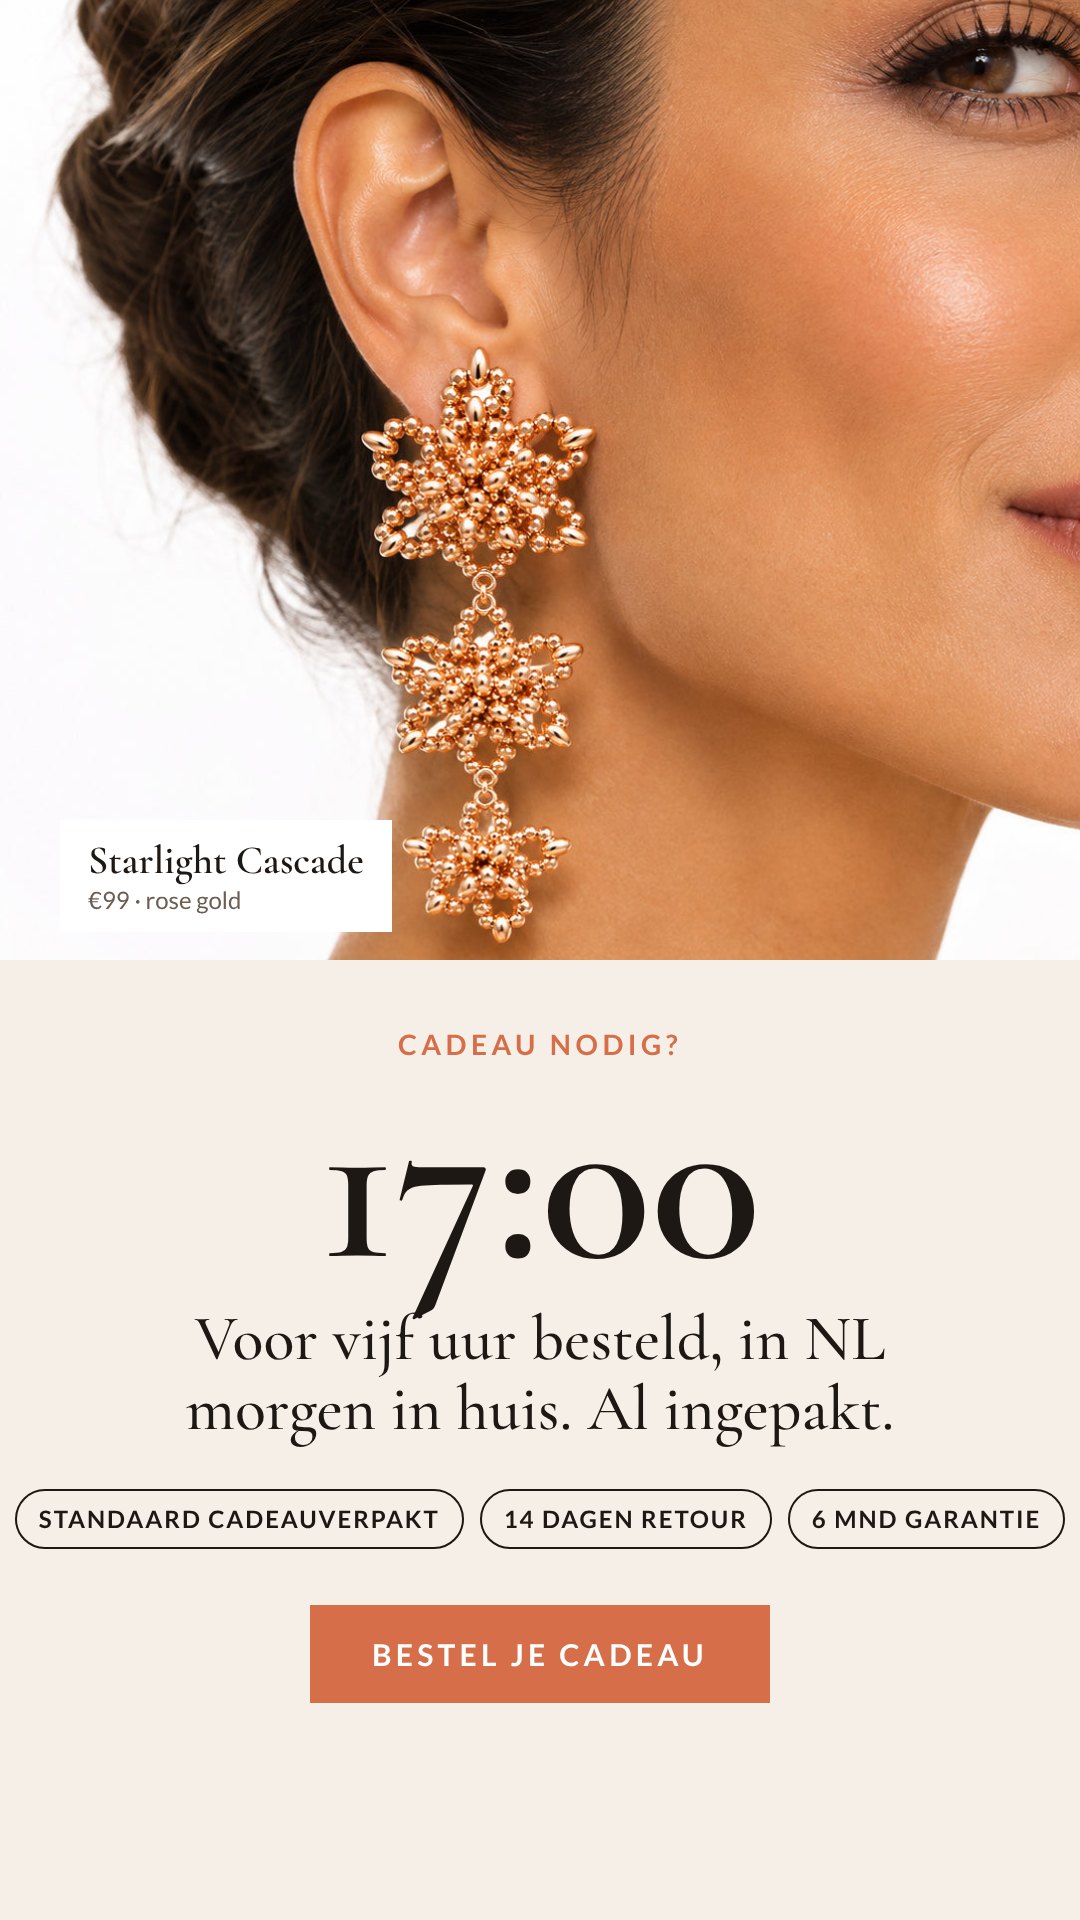 Starlight Cascade
€99 · rose gold
CADEAU NODIG?
17:00
Voor vijf uur besteld, in NL
morgen in huis. Al ingepakt.
STANDAARD CADEAUVERPAKT
14 DAGEN RETOUR
6 MND GARANTIE
BESTEL JE CADEAU